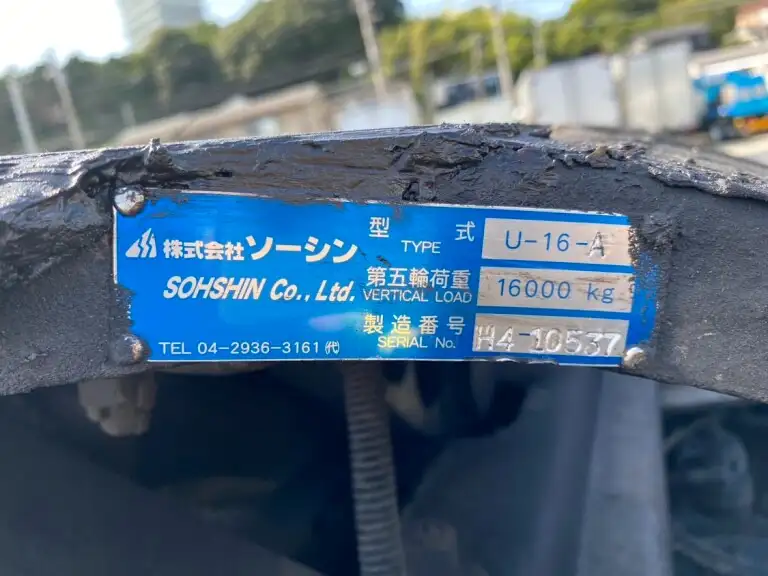 株式会社ソーシン
SOHSHIN Co., Ltd.
TEL 04-2936-3161㈹
型式 U-16-A
TYPE
第五輪荷重 16000 kg
VERTICAL LOAD
製造番号 H4-10537
SERIAL No.